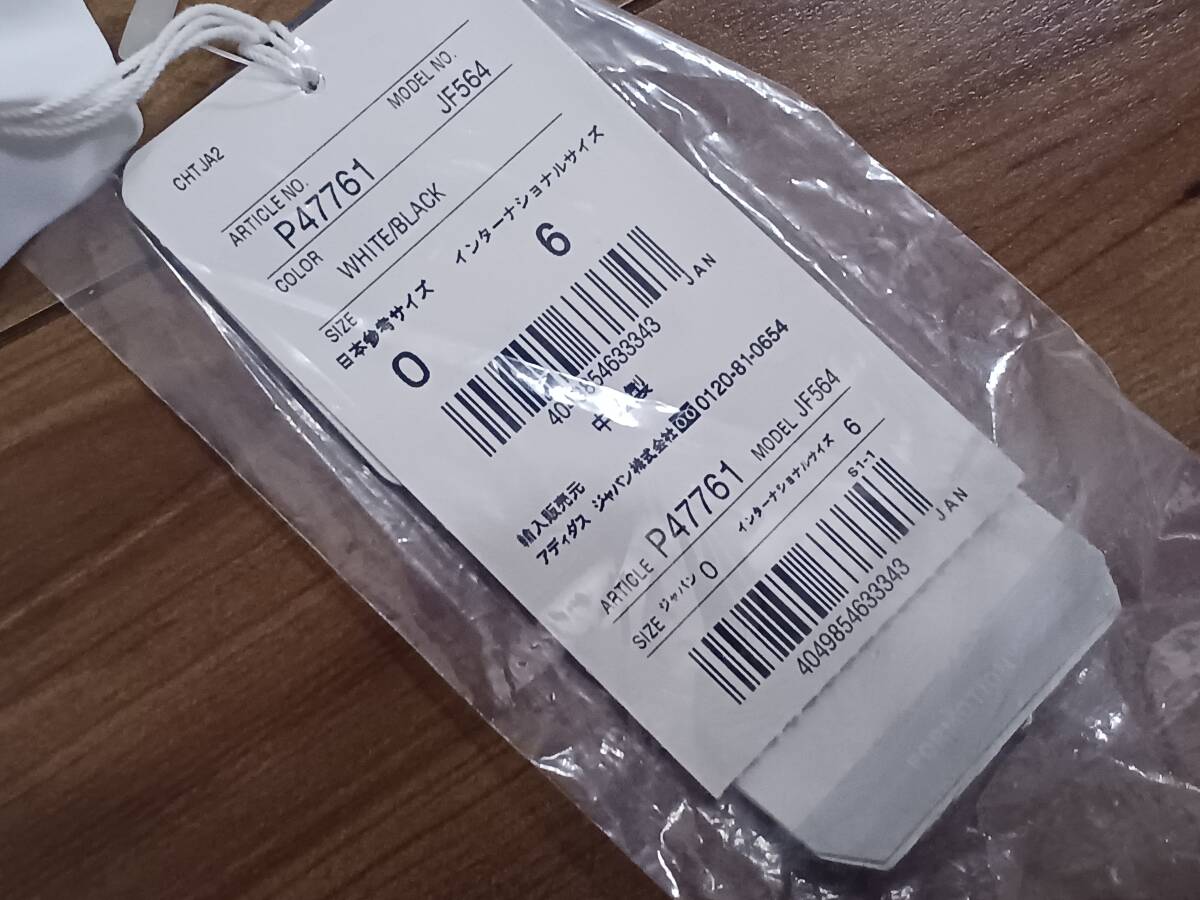 CHTJA2
ARTICLE NO. MODEL NO.
P47761 JF564
COLOR WHITE/BLACK
SIZE
日本参考サイズ インターナショナルサイズ
0 6
JAN
輸入販売元
アディダス ジャパン株式会社 0120-81-0654
ARTICLE P47761 MODEL JF564
SIZE ジャパン 0 インターナショナルサイズ 6
S1-1
JAN
4049854633343